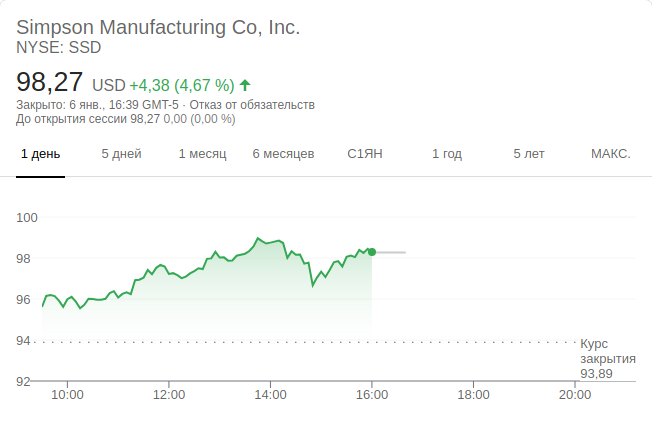 Simpson Manufacturing Co, Inc.
NYSE: SSD
98,27 USD +4,38 (4,67 %)
Закрыто: 6 янв., 16:39 GMT-5 · Отказ от обязательств
До открытия сессии 98,27 0,00 (0,00 %)
1 день 5 дней 1 месяц 6 месяцев С1ЯН 1 год 5 лет МАКС.
100
98
96
94
92
Курс
закрытия
93,89
10:00 12:00 14:00 16:00 18:00 20:00